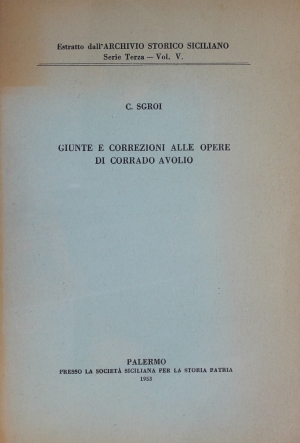 Estratto dall'ARCHIVIO STORICO SICILIANO
Serie Terza — Vol. V.
C. SGROI
GIUNTE E CORREZIONI ALLE OPERE
DI CORRADO AVOLIO
PALERMO
PRESSO LA SOCIETÀ SICILIANA PER LA STORIA PATRIA
1953